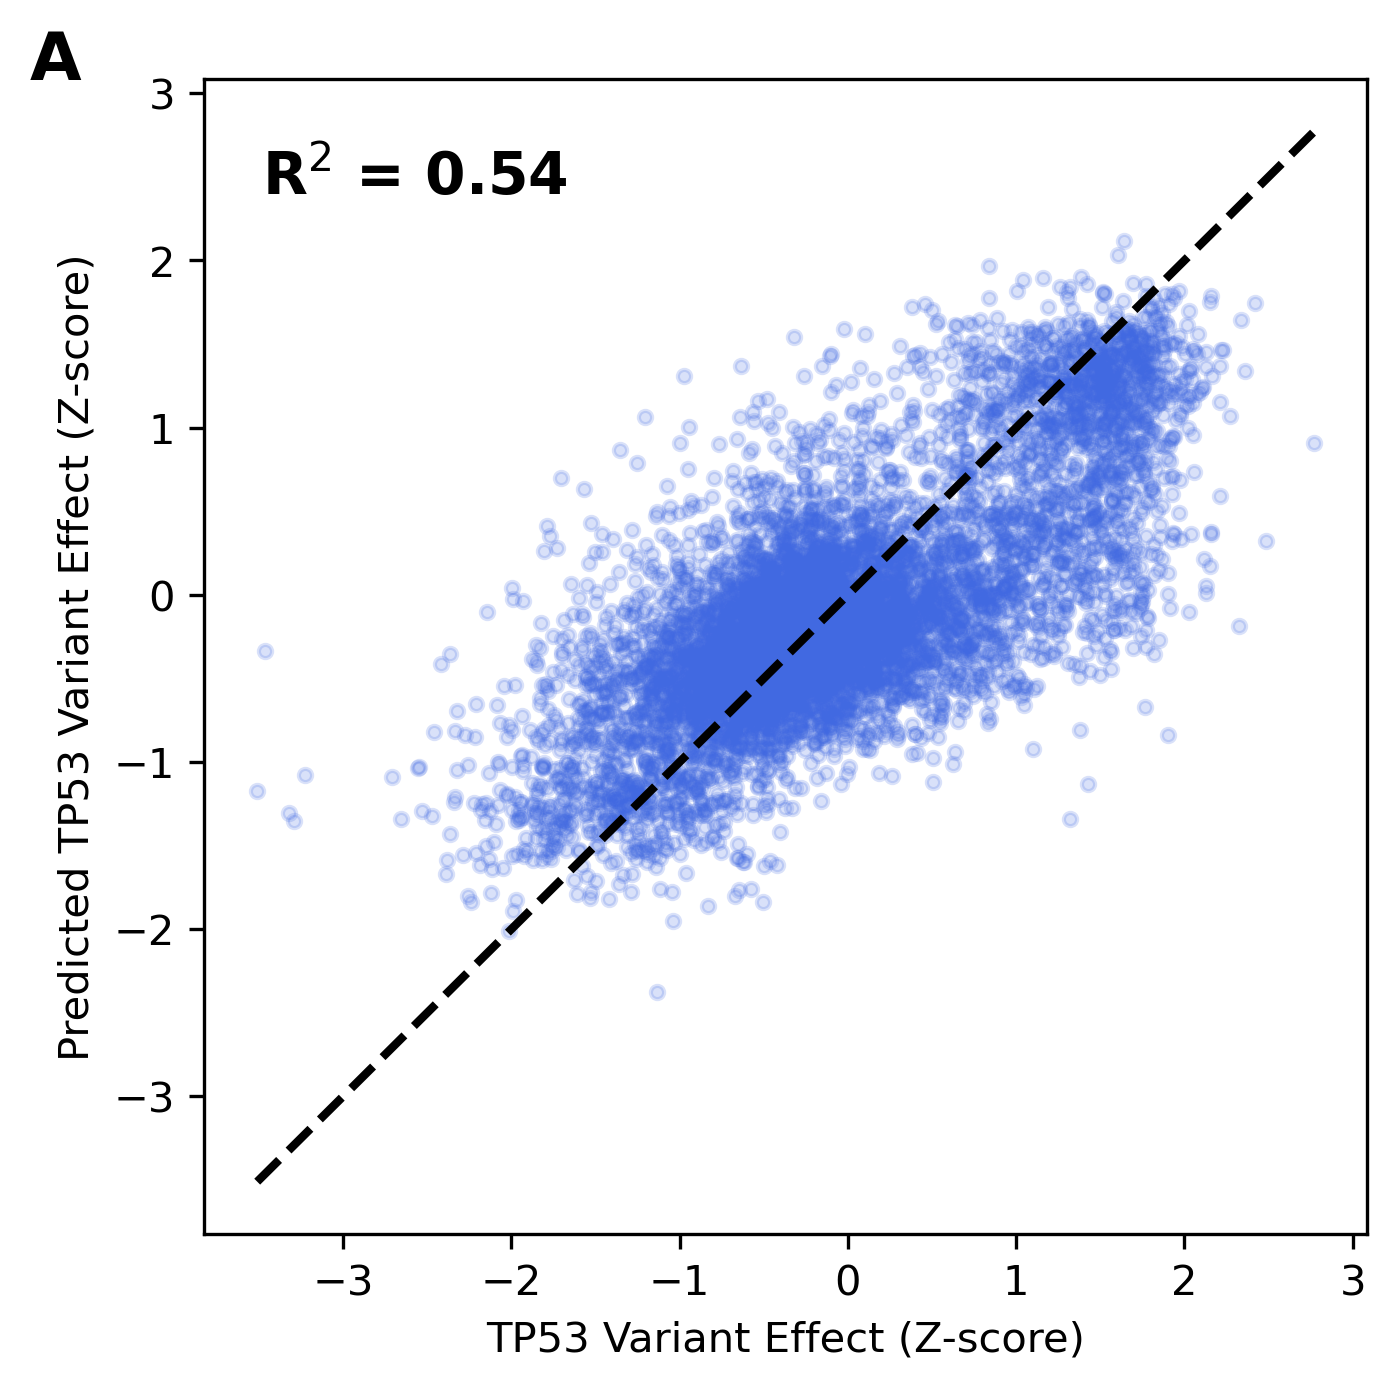 A
R² = 0.54
3
2
1
0
−1
−2
−3
Predicted TP53 Variant Effect (Z-score)
−3 −2 −1 0 1 2 3
TP53 Variant Effect (Z-score)